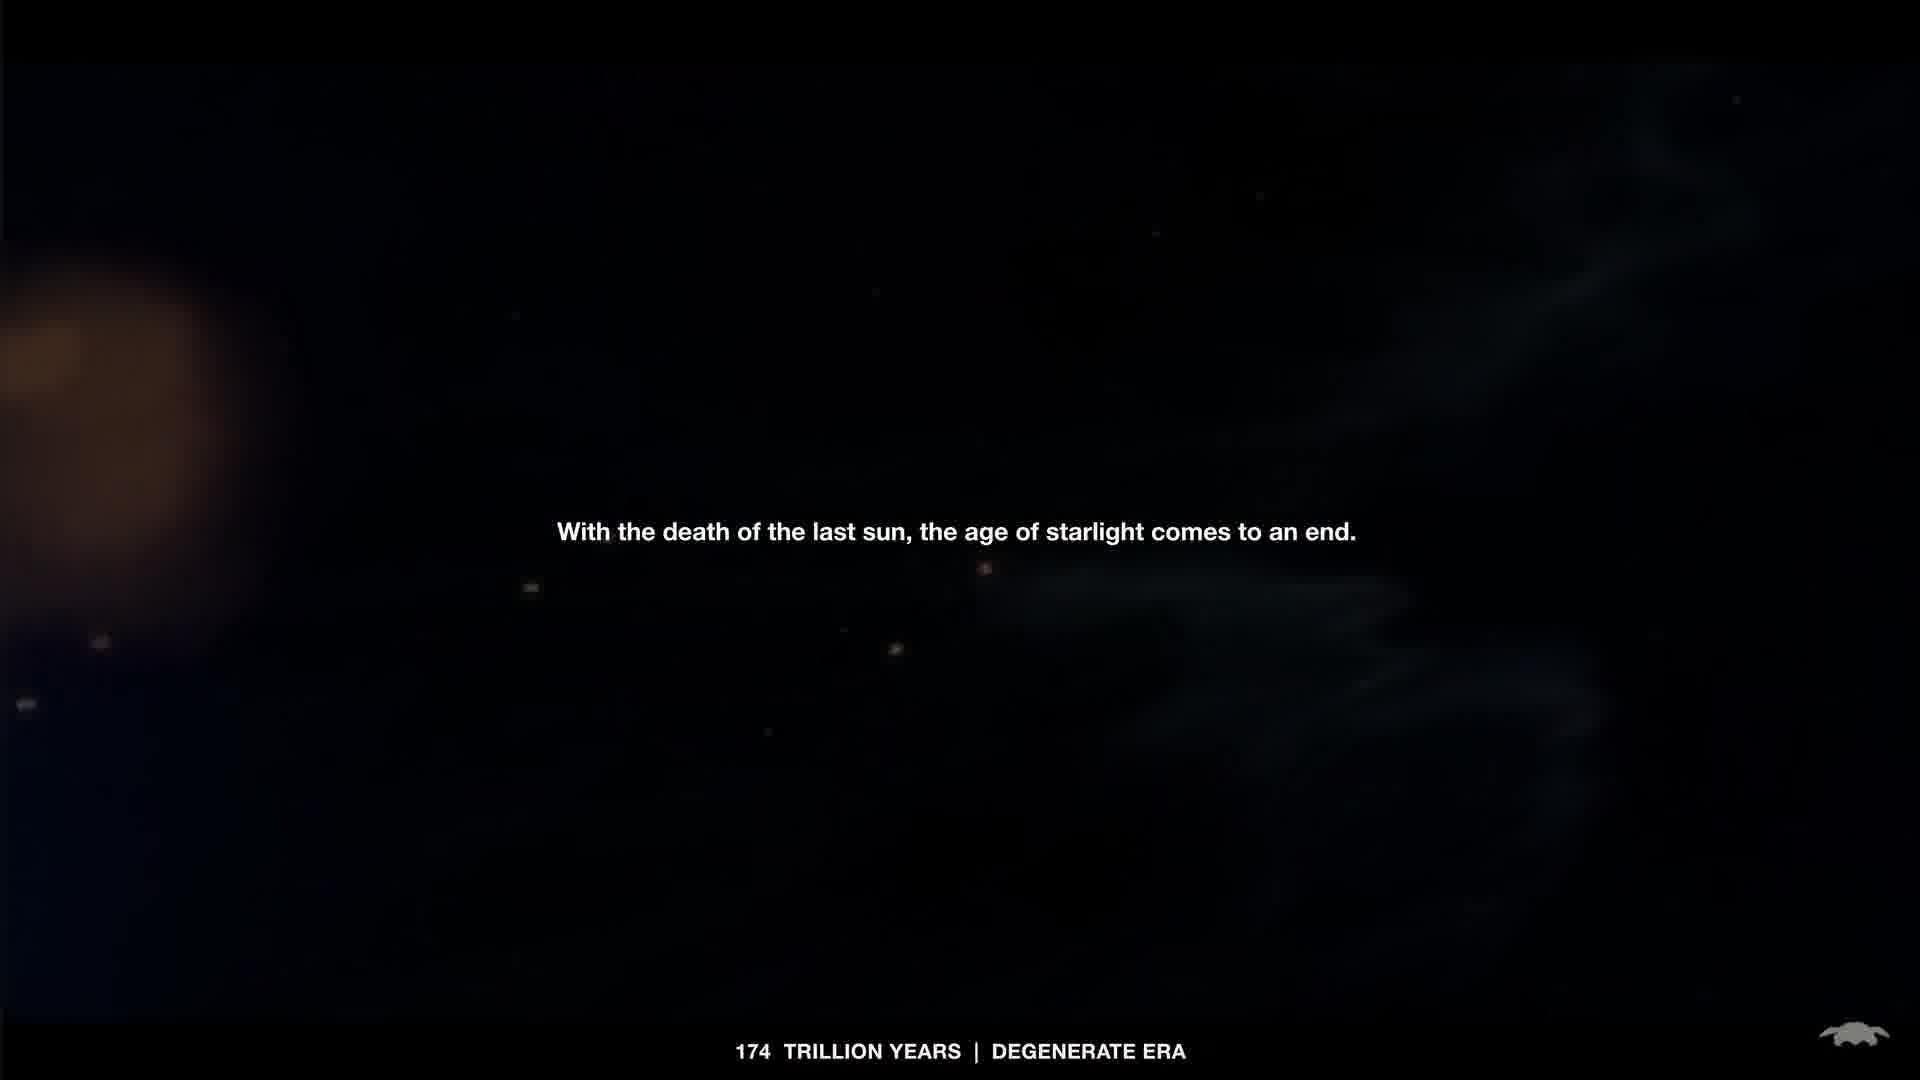 With the death of the last sun, the age of starlight comes to an end.
174 TRILLION YEARS | DEGENERATE ERA